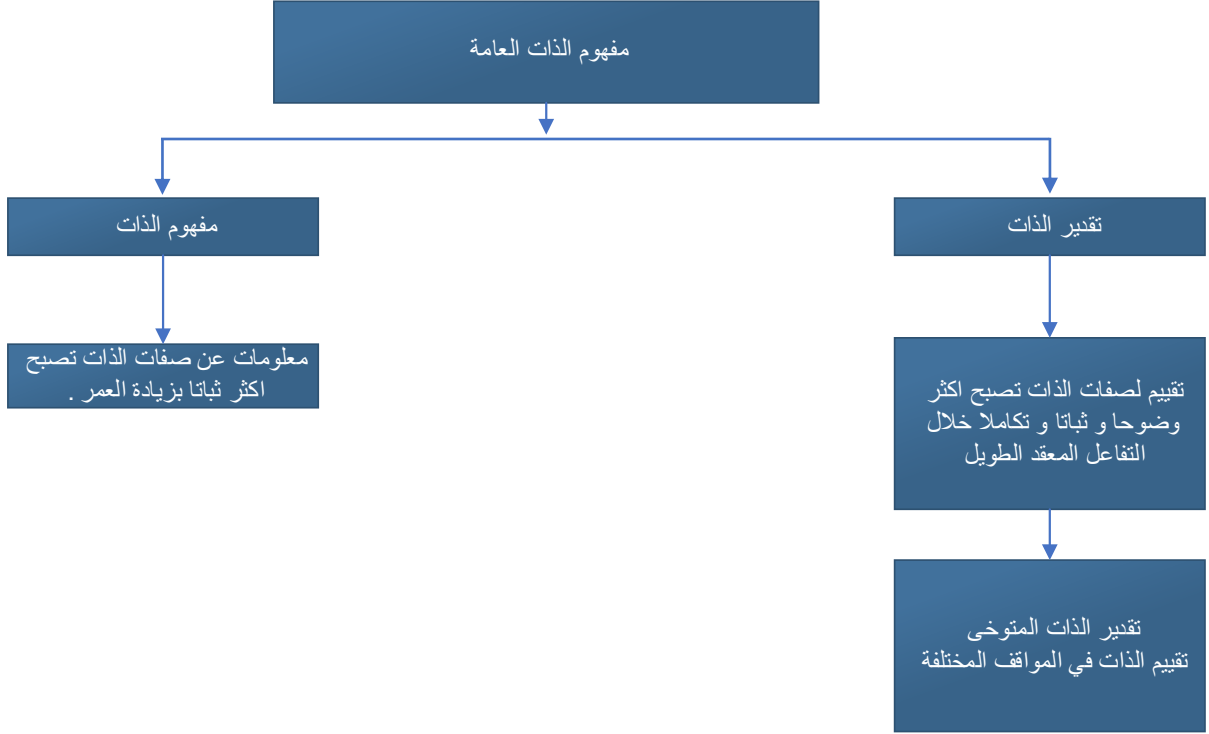 مفهوم الذات العامة
تقدير الذات
مفهوم الذات
تقييم لصفات الذات تصبح اكثر
وضوحا و ثباتا و تكاملا خلال
التفاعل المعقد الطويل
معلومات عن صفات الذات تصبح
اكثر ثباتا بزيادة العمر .
تقدير الذات المتوخى
تقييم الذات في المواقف المختلفة